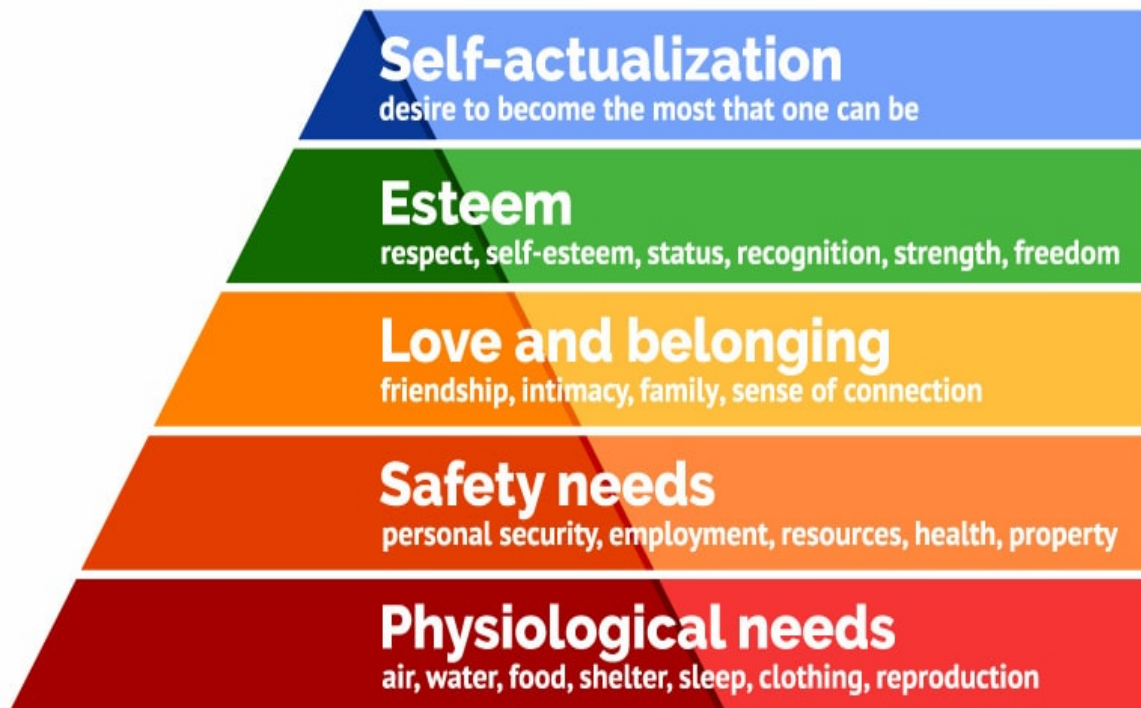 Self-actualization
desire to become the most that one can be
Esteem
respect, self-esteem, status, recognition, strength, freedom
Love and belonging
friendship, intimacy, family, sense of connection
Safety needs
personal security, employment, resources, health, property
Physiological needs
air, water, food, shelter, sleep, clothing, reproduction